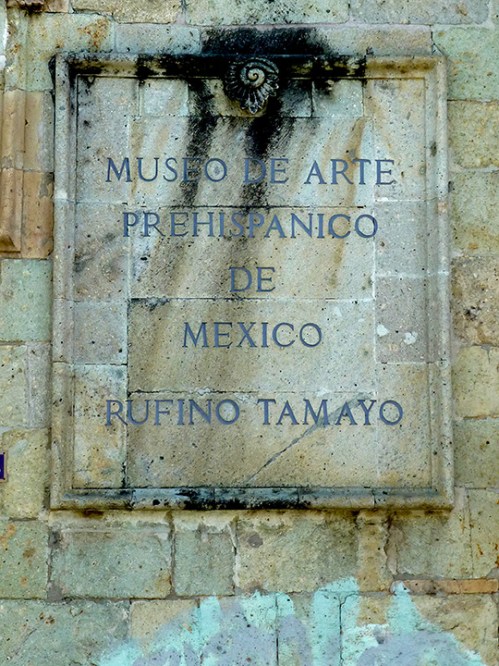 MUSEO DE ARTE
PREHISPANICO
DE
MEXICO
RUFINO TAMAYO